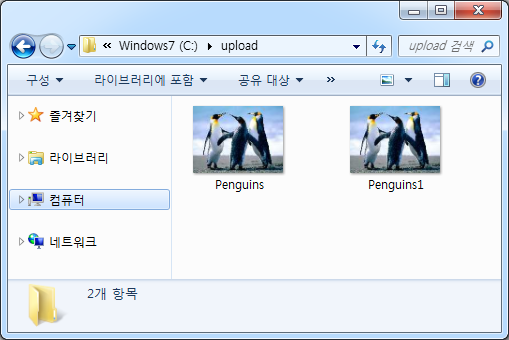 Windows7 (C:) upload
upload 검색
구성 라이브러리에 포함 공유 대상 »
즐겨찾기
라이브러리
컴퓨터
네트워크
Penguins Penguins1
2개 항목